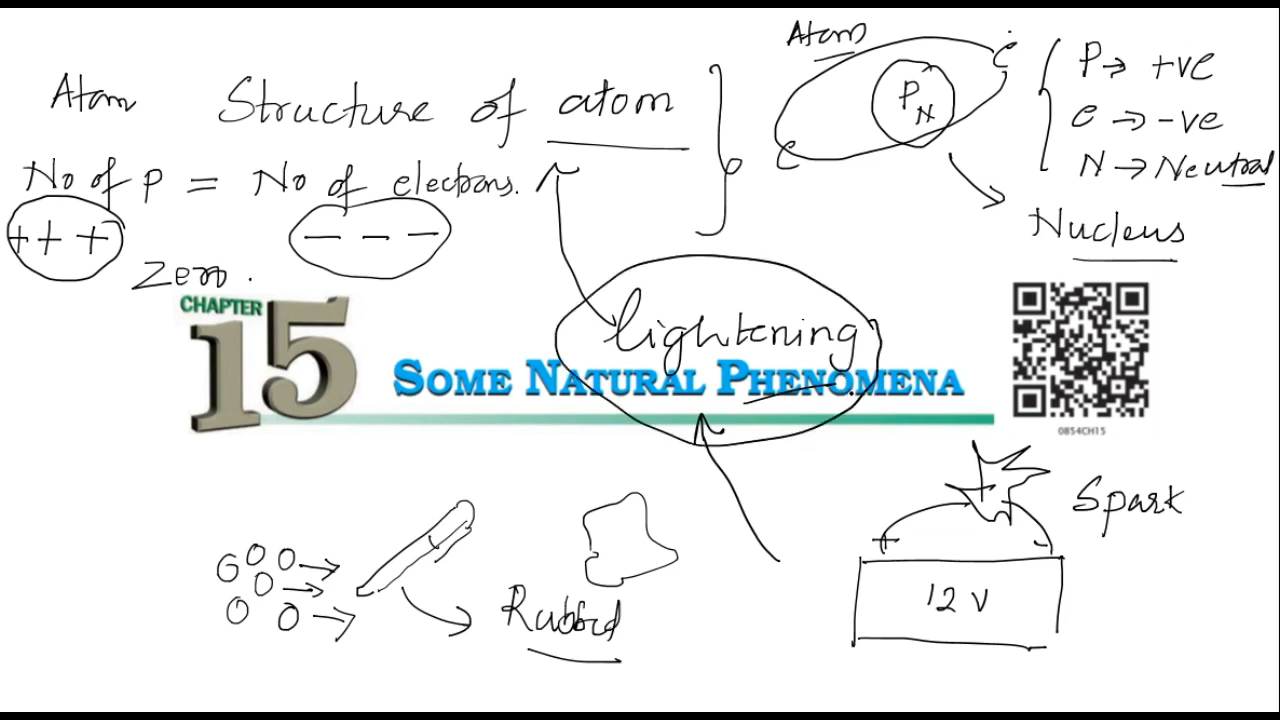 Atom
Atom
Structure of atom
e
P
N
e
P → +ve
e → -ve
N → Neutral
No of P = No of electrons.
+ + +
— — —
Nucleus
Zero.
CHAPTER
15
lightening
SOME NATURAL PHENOMENA
0854CH15
Spark
+
-
12 V
Rubbed